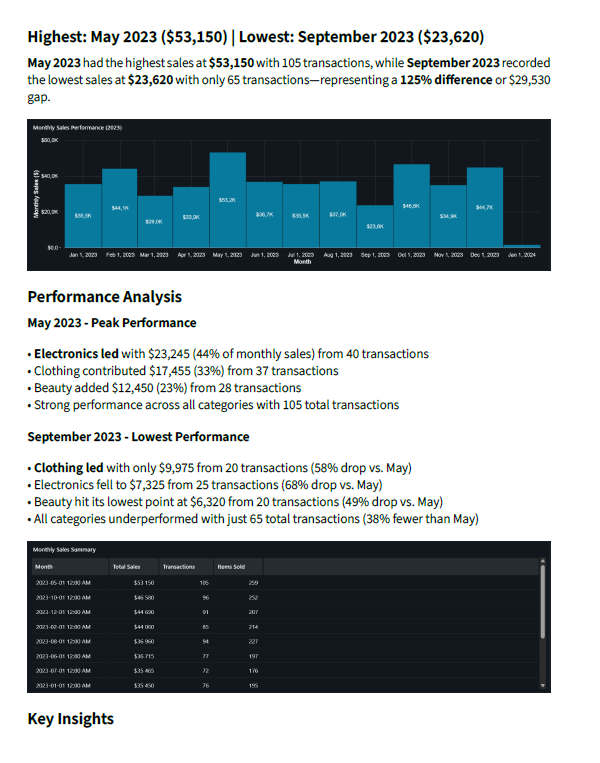 Highest: May 2023 ($53,150) | Lowest: September 2023 ($23,620)
May 2023 had the highest sales at $53,150 with 105 transactions, while September 2023 recorded
the lowest sales at $23,620 with only 65 transactions—representing a 125% difference or $29,530
gap.
Monthly Sales Performance (2023)
Monthly Sales ($)
$60,0K
$40,0K
$20,0K
$0,0
$35,5K
$44,1K
$29,0K
$33,9K
$53,2K
$36,7K
$35,5K
$37,0K
$23,6K
$46,6K
$34,9K
$44,7K
Jan 1, 2023
Feb 1, 2023
Mar 1, 2023
Apr 1, 2023
May 1, 2023
Jun 1, 2023
Jul 1, 2023
Aug 1, 2023
Sep 1, 2023
Oct 1, 2023
Nov 1, 2023
Dec 1, 2023
Jan 1, 2024
Month
Performance Analysis
May 2023 - Peak Performance
• Electronics led with $23,245 (44% of monthly sales) from 40 transactions
• Clothing contributed $17,455 (33%) from 37 transactions
• Beauty added $12,450 (23%) from 28 transactions
• Strong performance across all categories with 105 total transactions
September 2023 - Lowest Performance
• Clothing led with only $9,975 from 20 transactions (58% drop vs. May)
• Electronics fell to $7,325 from 25 transactions (68% drop vs. May)
• Beauty hit its lowest point at $6,320 from 20 transactions (49% drop vs. May)
• All categories underperformed with just 65 total transactions (38% fewer than May)
Monthly Sales Summary
Month Total Sales Transactions Items Sold
2023-05-01 12:00 AM $53 150 105 259
2023-10-01 12:00 AM $46 580 96 252
2023-12-01 12:00 AM $44 690 91 207
2023-02-01 12:00 AM $44 060 85 214
2023-08-01 12:00 AM $36 960 94 227
2023-06-01 12:00 AM $36 715 77 197
2023-07-01 12:00 AM $35 465 72 176
2023-01-01 12:00 AM $35 450 76 195
Key Insights